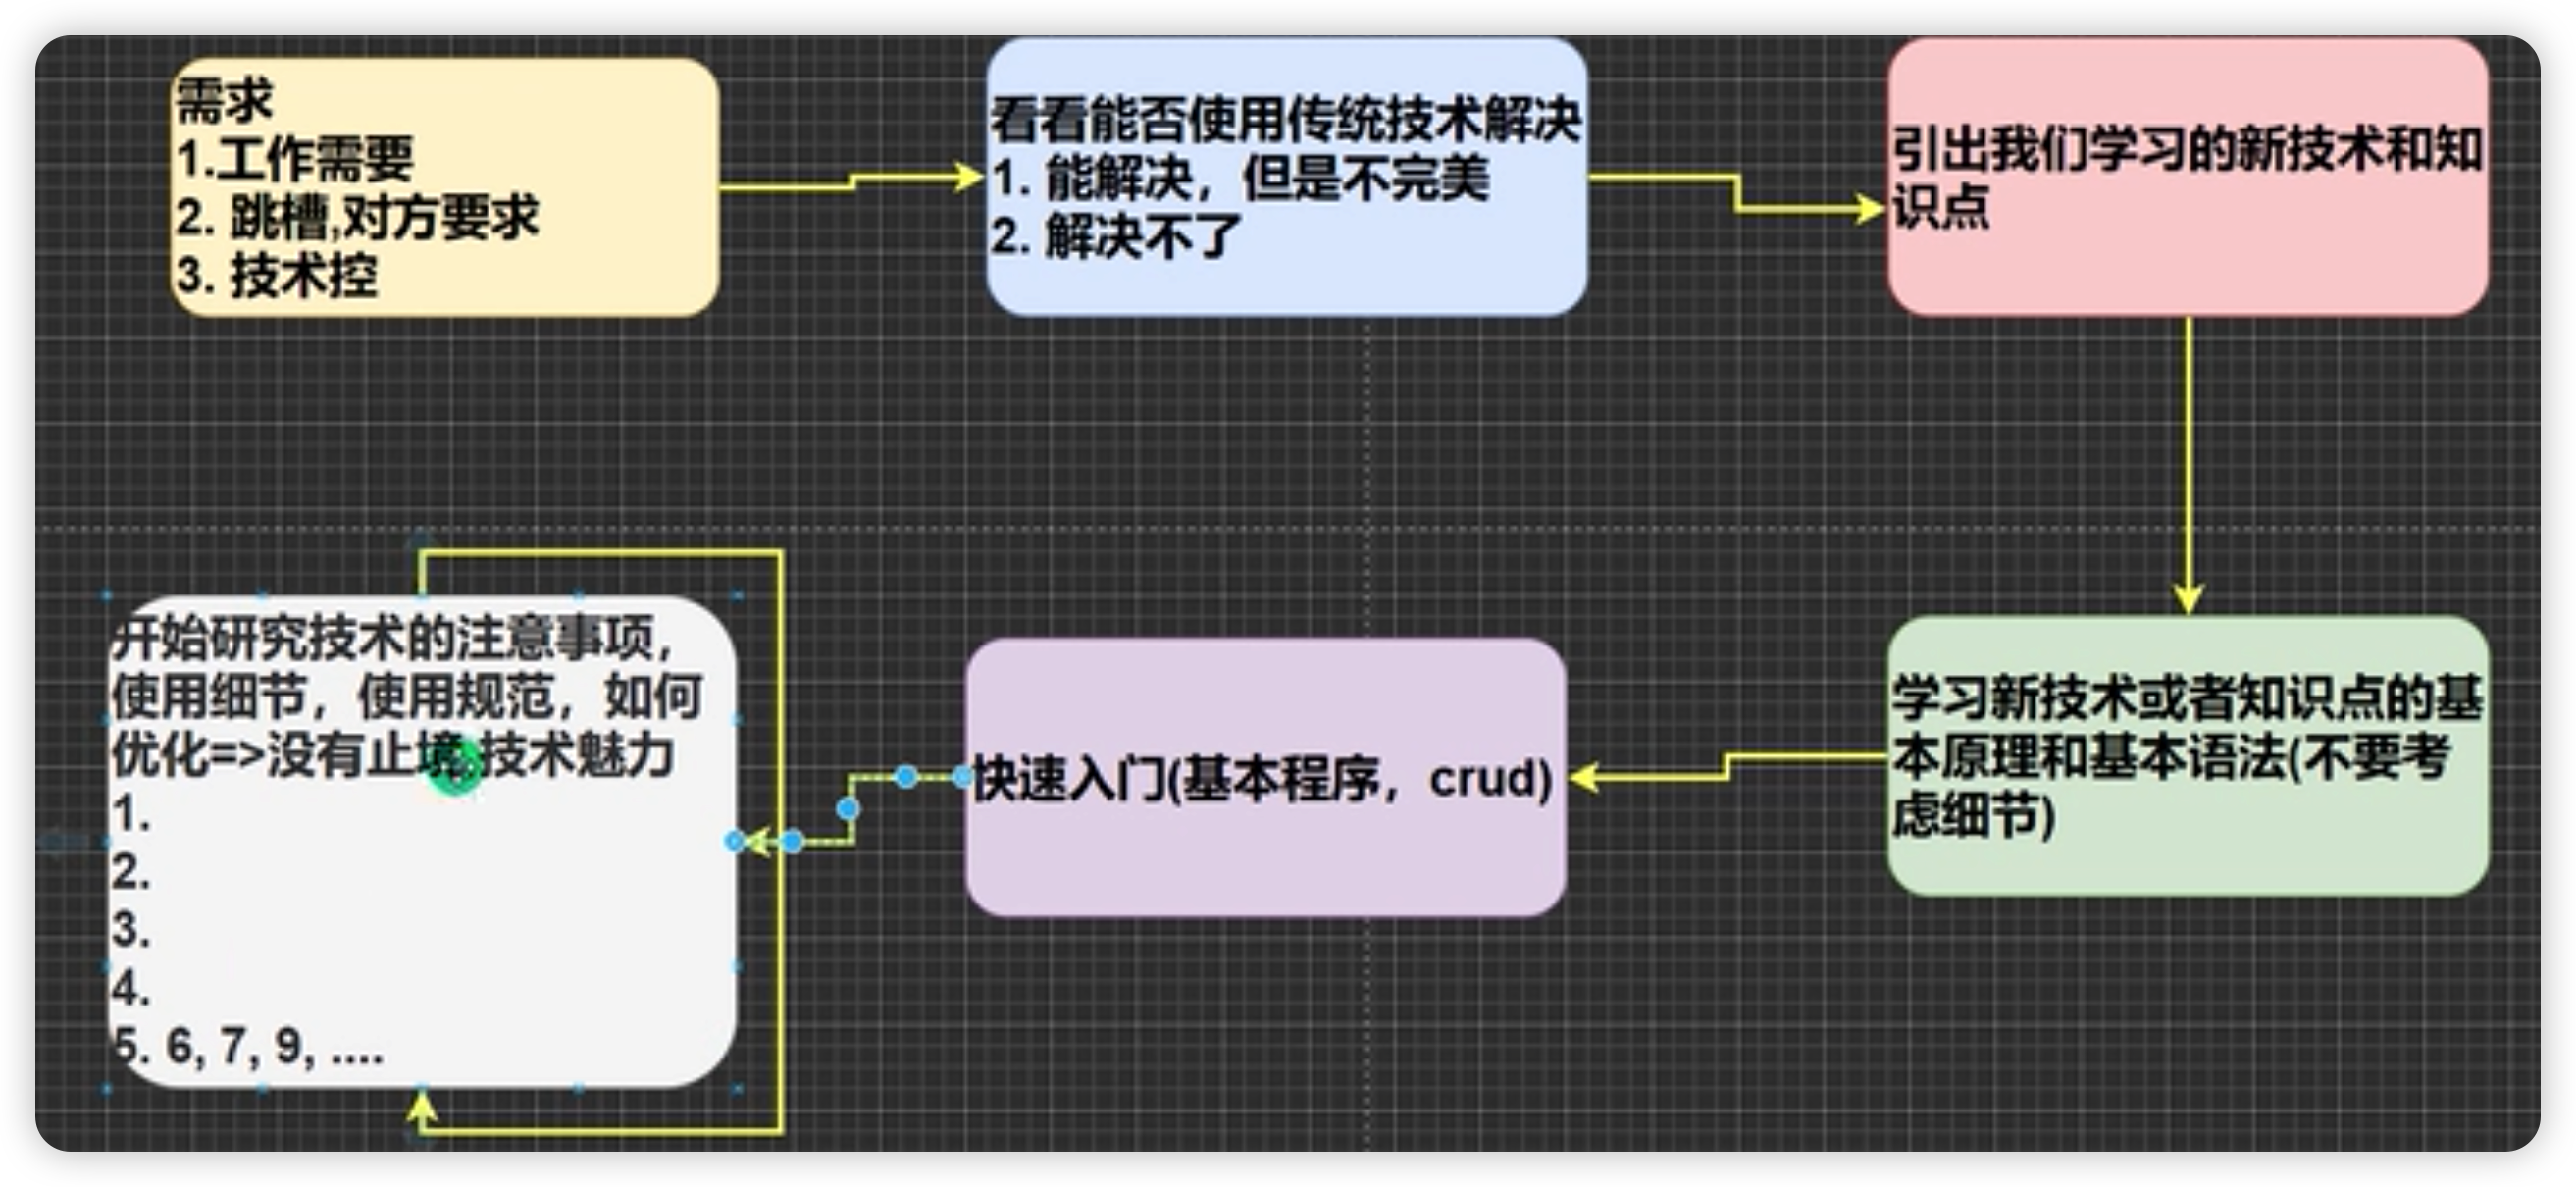 需求
1.工作需要
2. 跳槽,对方要求
3. 技术控
看看能否使用传统技术解决
1. 能解决，但是不完美
2. 解决不了
引出我们学习的新技术和知
识点
学习新技术或者知识点的基
本原理和基本语法(不要考
虑细节)
快速入门(基本程序，crud)
开始研究技术的注意事项，
使用细节，使用规范，如何
优化=>没有止境,技术魅力
1.
2.
3.
4.
5. 6, 7, 9, ....